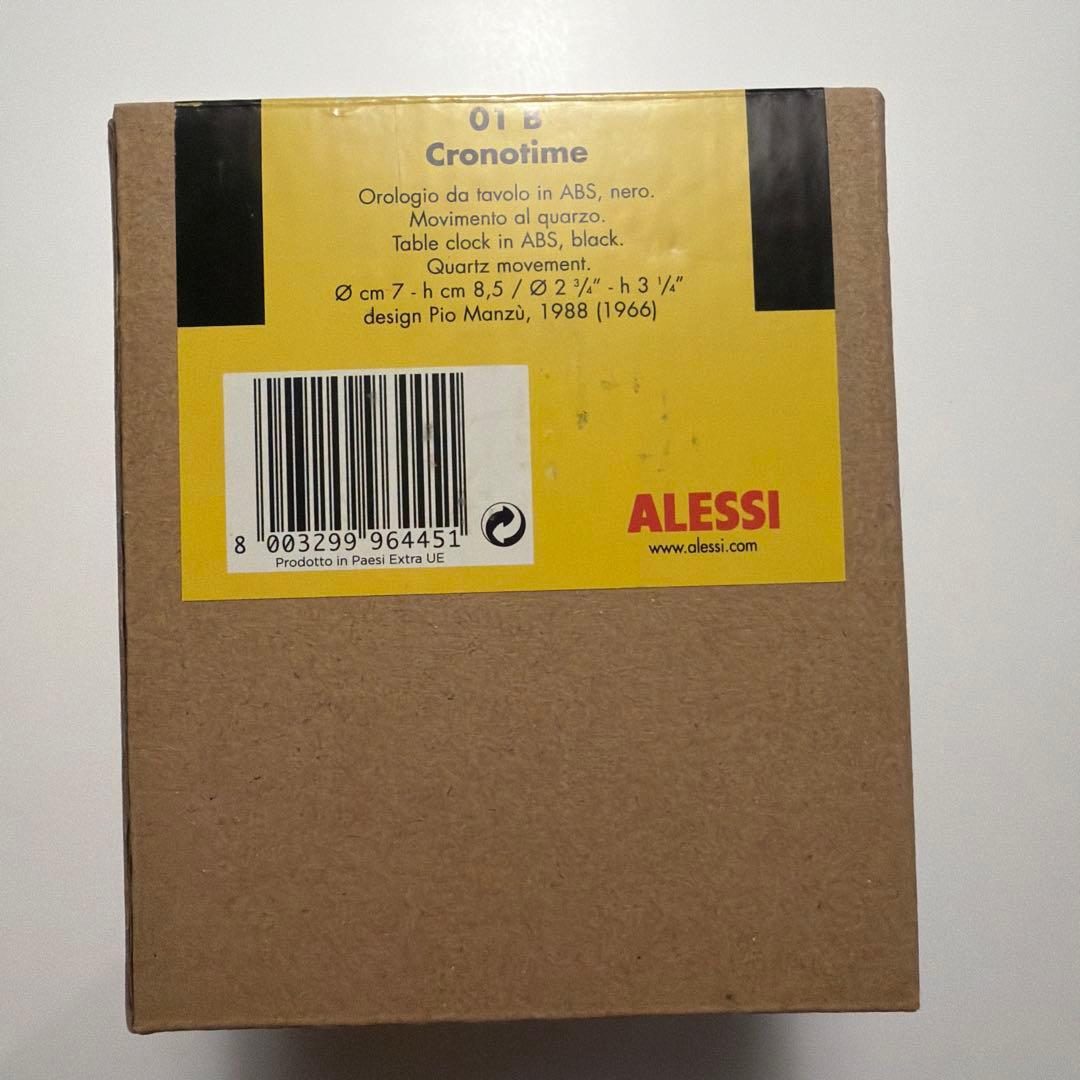 01 B
Cronotime
Orologio da tavolo in ABS, nero.
Movimento al quarzo.
Table clock in ABS, black.
Quartz movement.
Ø cm 7 - h cm 8,5 / Ø 2 ¾" - h 3 ¼"
design Pio Manzù, 1988 (1966)
8 003299 964451
Prodotto in Paesi Extra UE
ALESSI
www.alessi.com